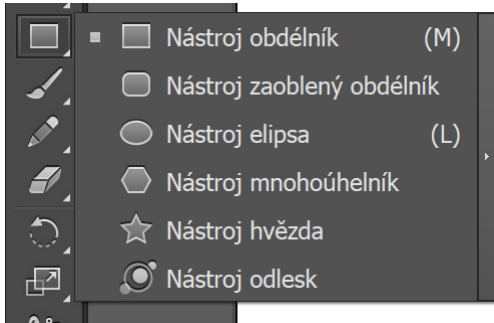 Nástroj obdélník (M)
Nástroj zaoblený obdélník
Nástroj elipsa (L)
Nástroj mnohoúhelník
Nástroj hvězda
Nástroj odlesk